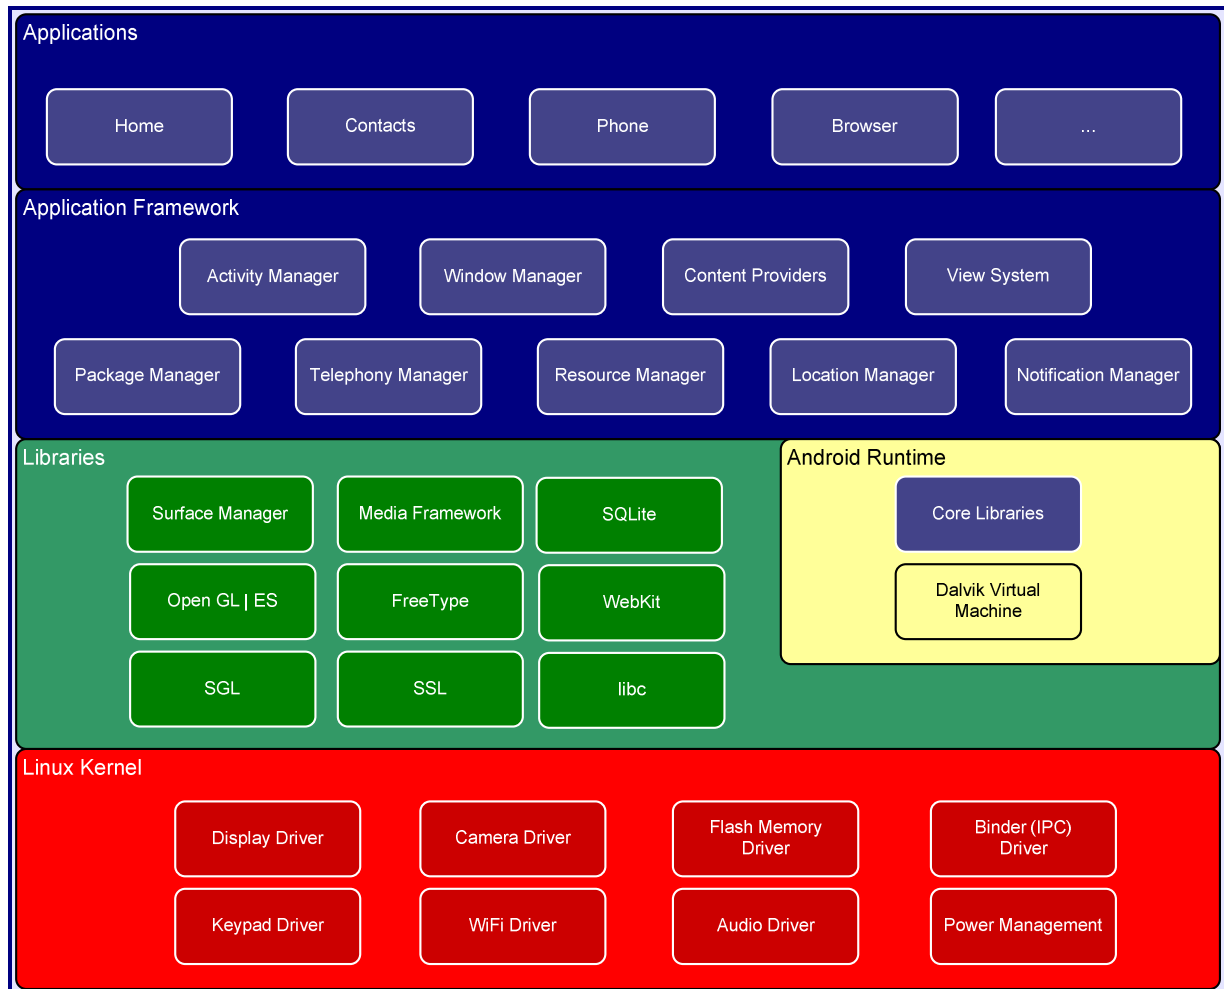 Applications
Home
Contacts
Phone
Browser
...
Application Framework
Activity Manager
Window Manager
Content Providers
View System
Package Manager
Telephony Manager
Resource Manager
Location Manager
Notification Manager
Libraries
Surface Manager
Media Framework
SQLite
Open GL | ES
FreeType
WebKit
SGL
SSL
libc
Android Runtime
Core Libraries
Dalvik Virtual
Machine
Linux Kernel
Display Driver
Camera Driver
Flash Memory
Driver
Binder (IPC)
Driver
Keypad Driver
WiFi Driver
Audio Driver
Power Management